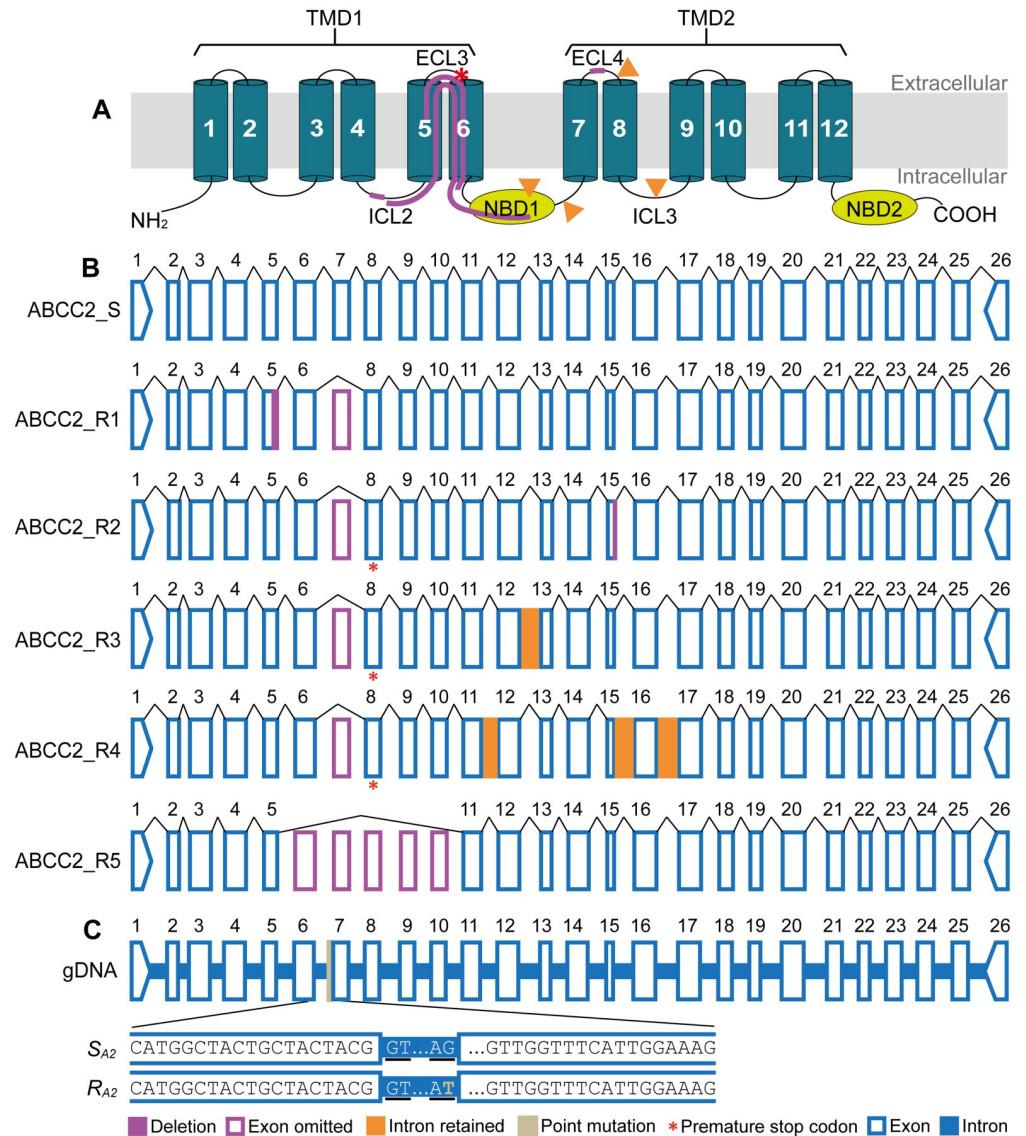 TMD1 TMD2
ECL3 * ECL4
A Extracellular
1 2 3 4 5 6 7 8 9 10 11 12
Intracellular
NH2 ICL2 NBD1 ICL3 NBD2 COOH
B 1 2 3 4 5 6 7 8 9 10 11 12 13 14 15 16 17 18 19 20 21 22 23 24 25 26
ABCC2_S
1 2 3 4 5 6 8 9 10 11 12 13 14 15 16 17 18 19 20 21 22 23 24 25 26
ABCC2_R1
1 2 3 4 5 6 8 9 10 11 12 13 14 15 16 17 18 19 20 21 22 23 24 25 26
ABCC2_R2
*
1 2 3 4 5 6 8 9 10 11 12 13 14 15 16 17 18 19 20 21 22 23 24 25 26
ABCC2_R3
*
1 2 3 4 5 6 8 9 10 11 12 13 14 15 16 17 18 19 20 21 22 23 24 25 26
ABCC2_R4
*
1 2 3 4 5 11 12 13 14 15 16 17 18 19 20 21 22 23 24 25 26
ABCC2_R5
C 1 2 3 4 5 6 7 8 9 10 11 12 13 14 15 16 17 18 19 20 21 22 23 24 25 26
gDNA
SA2 CATGGCTACTGCTACTACG GT...AG ...GTTGGTTTCATTGGAAAG
RA2 CATGGCTACTGCTACTACG GT...AT ...GTTGGTTTCATTGGAAAG
Deletion Exon omitted Intron retained Point mutation *Premature stop codon Exon Intron